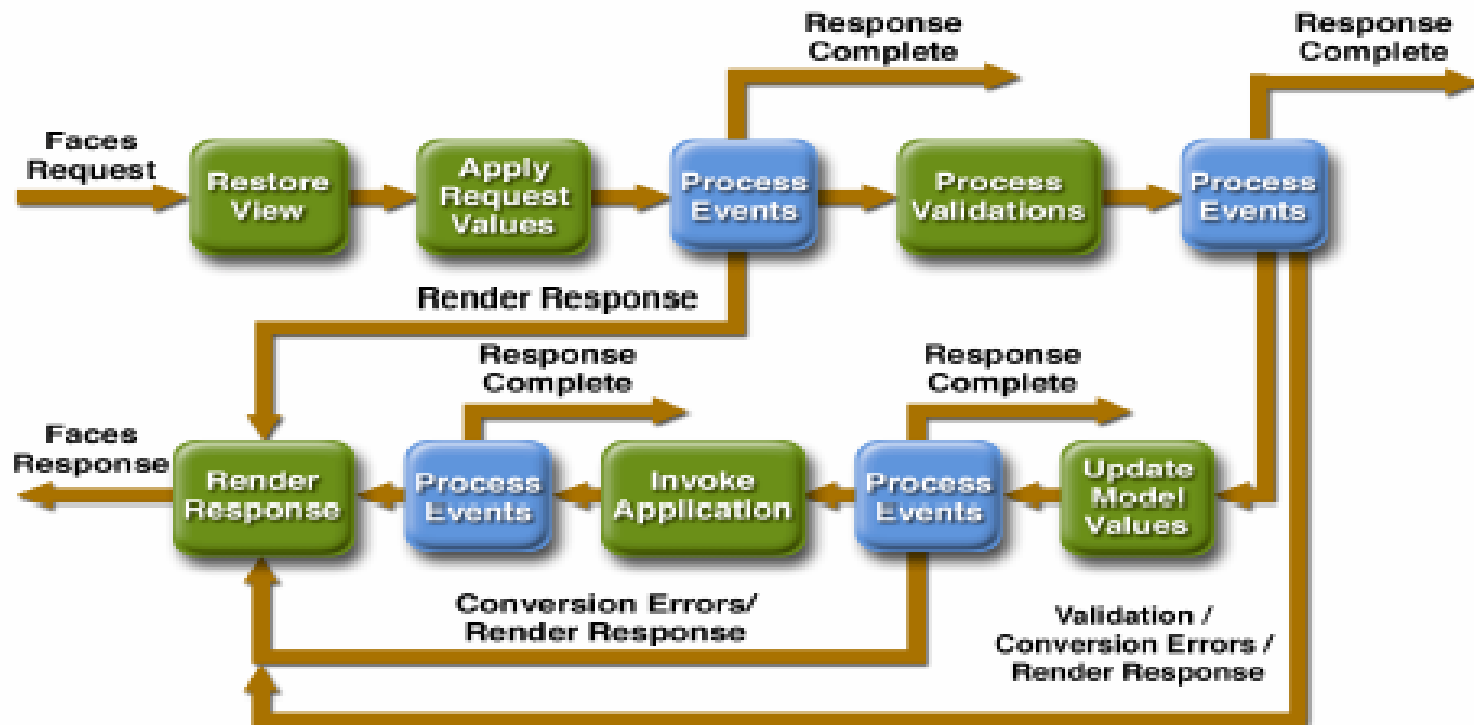 Response
Complete
Response
Complete
Faces
Request
Restore
View
Apply
Request
Values
Process
Events
Process
Validations
Process
Events
Render Response
Response
Complete
Response
Complete
Faces
Response
Render
Response
Process
Events
Invoke
Application
Process
Events
Update
Model
Values
Conversion Errors/
Render Response
Validation /
Conversion Errors /
Render Response